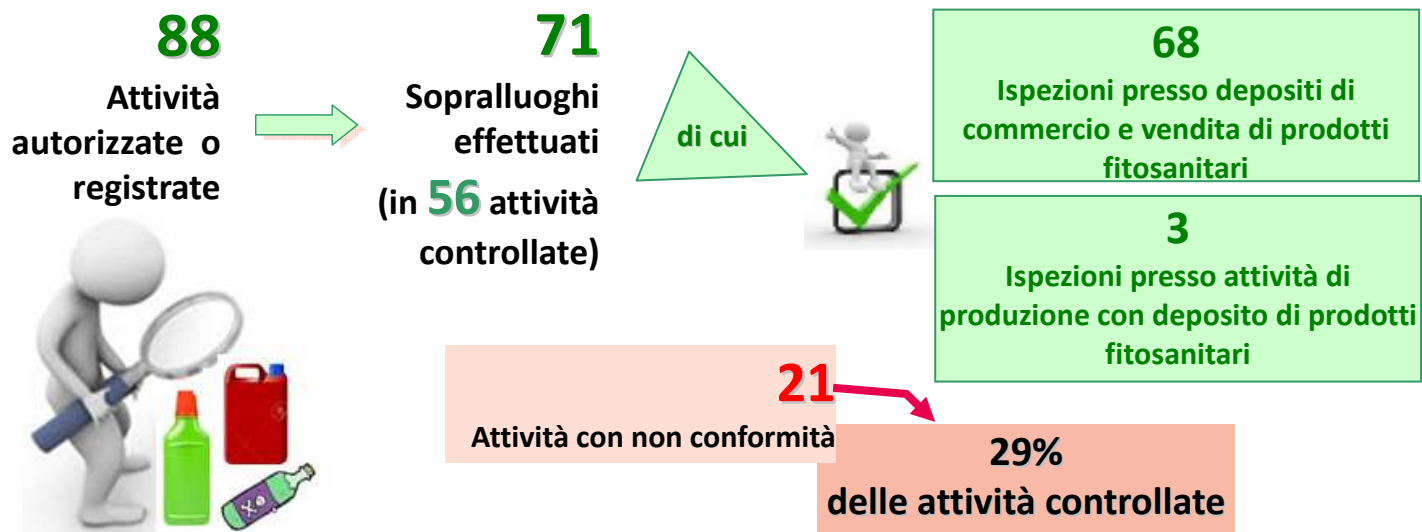 88
Attività
autorizzate o
registrate
71
Sopralluoghi
effettuati
(in 56 attività
controllate)
di cui
68
Ispezioni presso depositi di
commercio e vendita di prodotti
fitosanitari
3
Ispezioni presso attività di
produzione con deposito di prodotti
fitosanitari
21
Attività con non conformità
29%
delle attività controllate